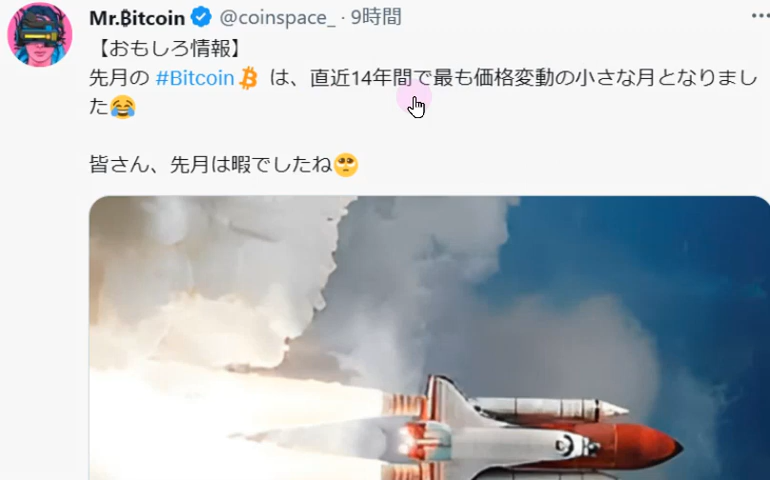 Mr.₿itcoin @coinspace_ · 9時間
【おもしろ情報】
先月の #Bitcoin は、直近14年間で最も価格変動の小さな月となりまし
た😂
皆さん、先月は暇でしたね🥺